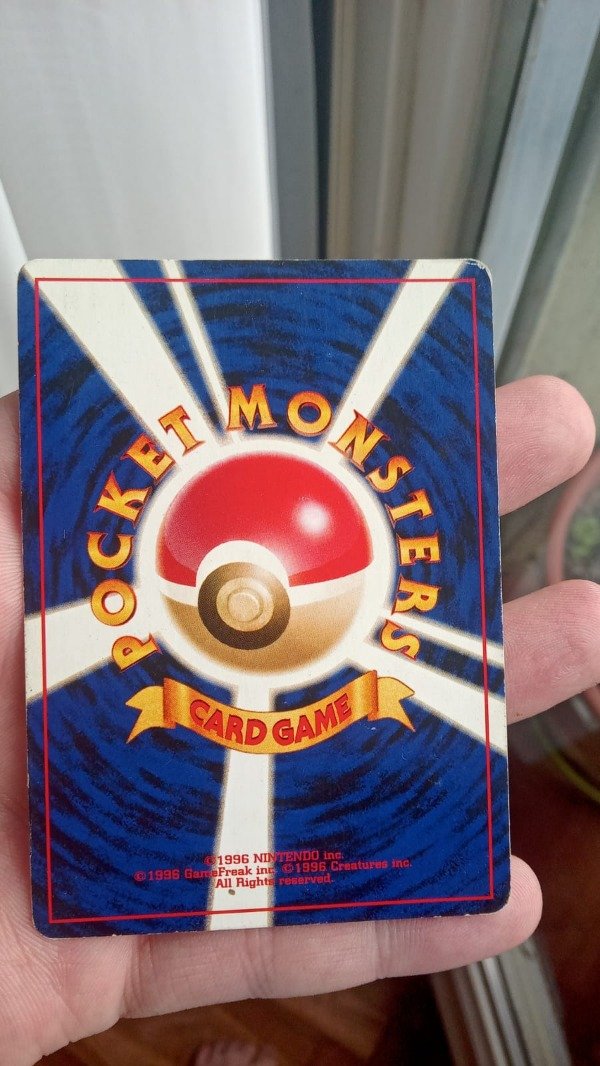 POCKET MONSTERS
CARD GAME
©1996 NINTENDO inc.
©1996 GameFreak inc. ©1996 Creatures inc.
All Rights reserved.